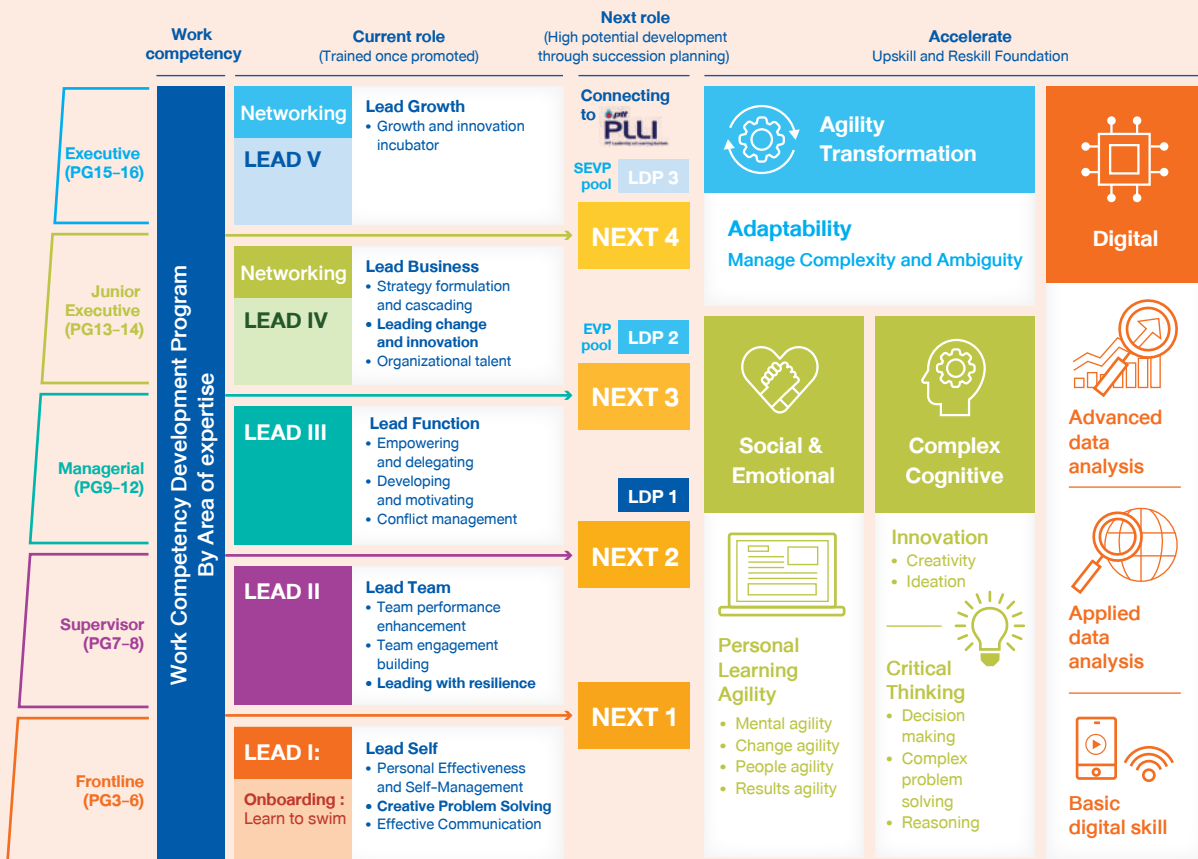 Work
competency
Current role
(Trained once promoted)
Next role
(High potential development
through succession planning)
Accelerate
Upskill and Reskill Foundation
Executive
(PG15–16)
Junior
Executive
(PG13–14)
Managerial
(PG9–12)
Supervisor
(PG7–8)
Frontline
(PG3–6)
Work Competency Development Program
By Area of expertise
Networking
LEAD V
Lead Growth
• Growth and innovation
incubator
Networking
LEAD IV
Lead Business
• Strategy formulation
and cascading
• Leading change
and innovation
• Organizational talent
LEAD III
Lead Function
• Empowering
and delegating
• Developing
and motivating
• Conflict management
LEAD II
Lead Team
• Team performance
enhancement
• Team engagement
building
• Leading with resilience
LEAD I:
Onboarding :
Learn to swim
Lead Self
• Personal Effectiveness
and Self-Management
• Creative Problem Solving
• Effective Communication
Connecting
to ptt
PLLI
SEVP
pool
LDP 3
NEXT 4
EVP
pool
LDP 2
NEXT 3
LDP 1
NEXT 2
NEXT 1
Agility
Transformation
Adaptability
Manage Complexity and Ambiguity
Social &
Emotional
Personal
Learning
Agility
• Mental agility
• Change agility
• People agility
• Results agility
Complex
Cognitive
Innovation
• Creativity
• Ideation
Critical
Thinking
• Decision
making
• Complex
problem
solving
• Reasoning
Digital
Advanced
data
analysis
Applied
data
analysis
Basic
digital skill